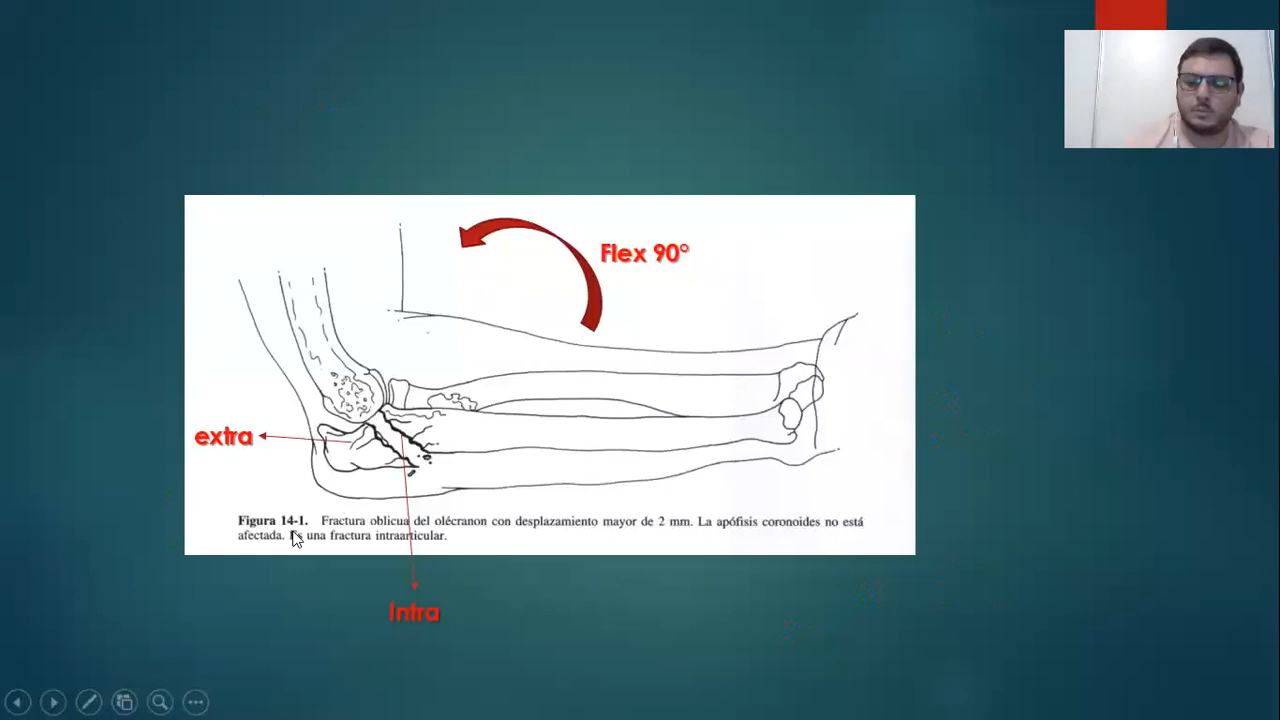 Flex 90°
extra
Figura 14-1. Fractura oblicua del olécranon con desplazamiento mayor de 2 mm. La apófisis coronoides no está
afectada. Es una fractura intraarticular.
Intra